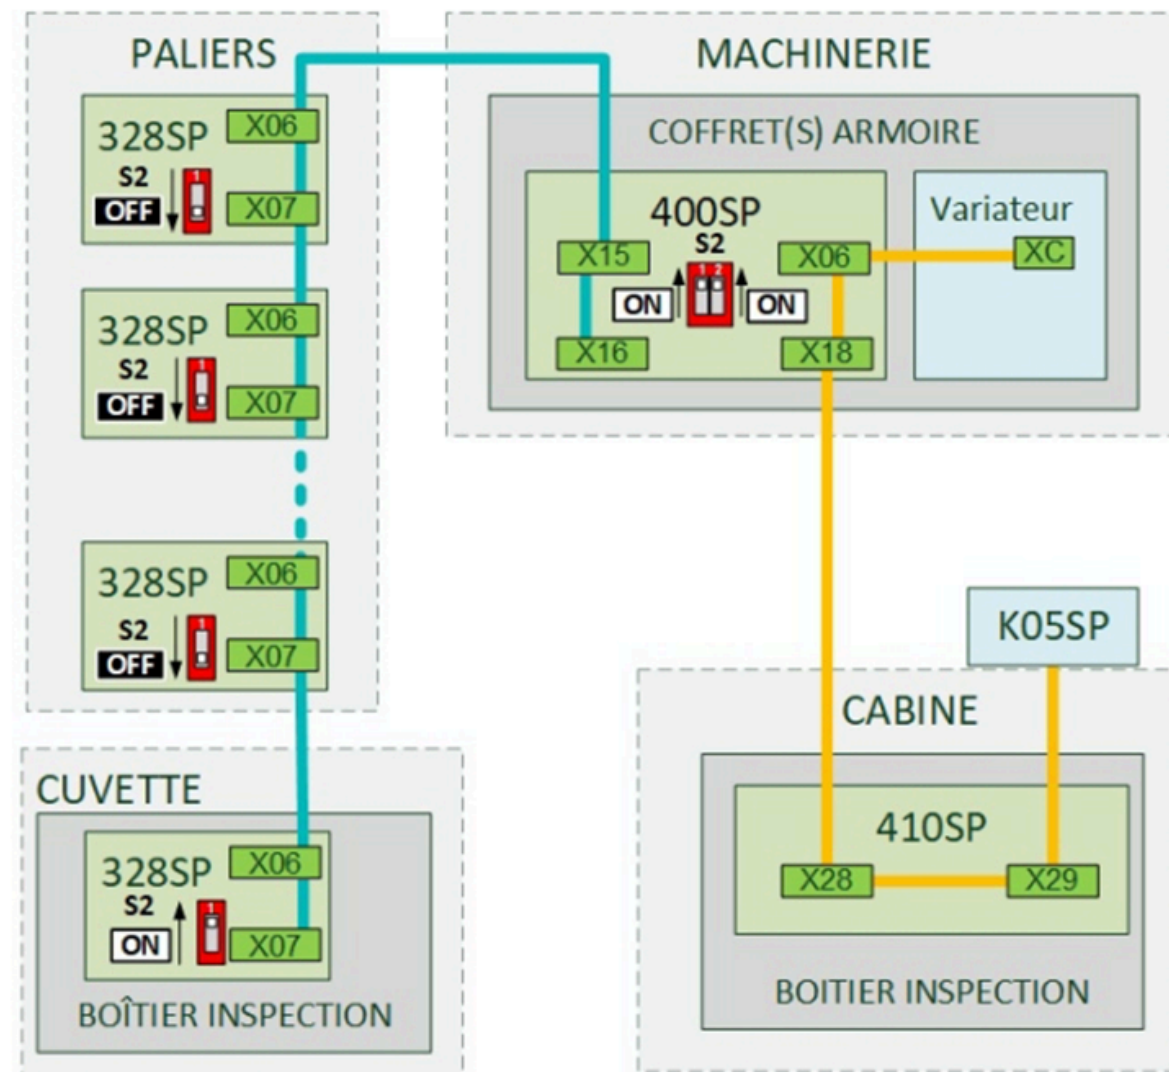 PALIERS
328SP
X06
S2
1
OFF
X07
328SP
X06
S2
1
OFF
X07
328SP
X06
S2
1
OFF
X07
CUVETTE
328SP
X06
S2
1
ON
X07
BOÎTIER INSPECTION
MACHINERIE
COFFRET(S) ARMOIRE
400SP
S2
X15
1 2
X06
ON
ON
X16
X18
Variateur
XC
K05SP
CABINE
410SP
X28
X29
BOITIER INSPECTION